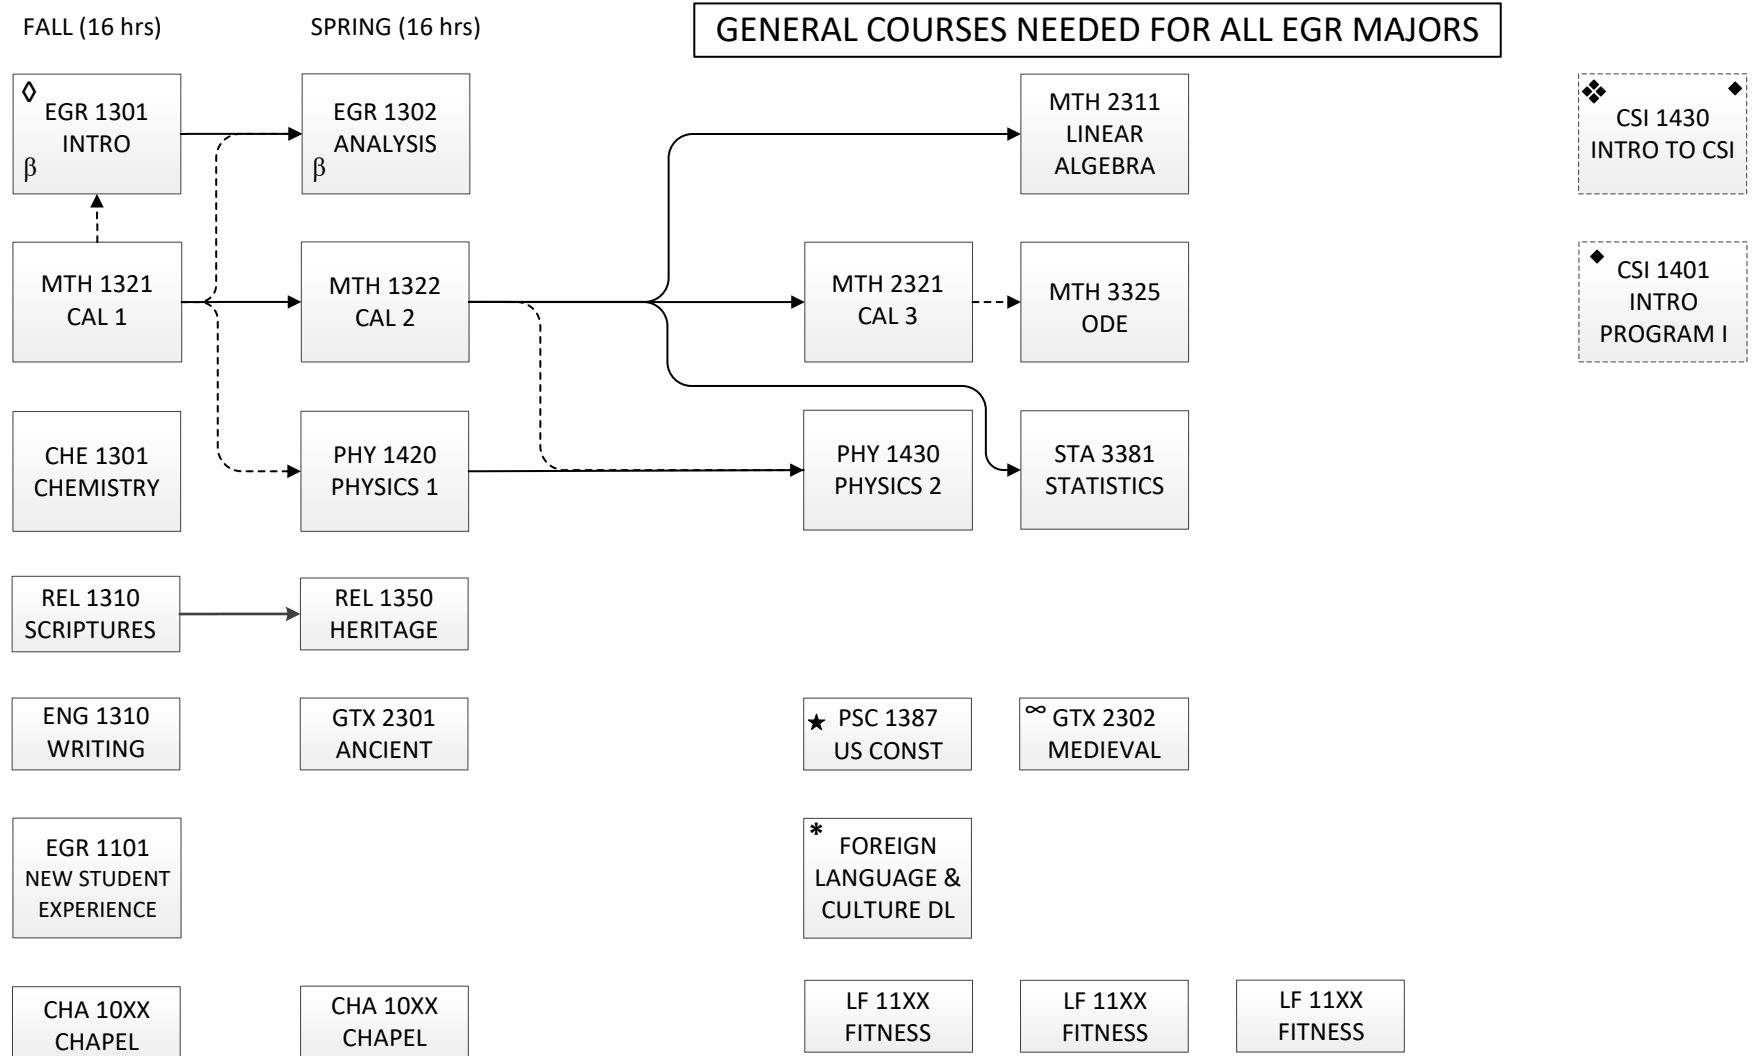 FALL (16 hrs)
SPRING (16 hrs)
GENERAL COURSES NEEDED FOR ALL EGR MAJORS
◊
EGR 1301
INTRO
β
EGR 1302
ANALYSIS
β
MTH 2311
LINEAR
ALGEBRA
❖ ◆
CSI 1430
INTRO TO CSI
MTH 1321
CAL 1
MTH 1322
CAL 2
MTH 2321
CAL 3
MTH 3325
ODE
◆ CSI 1401
INTRO
PROGRAM I
CHE 1301
CHEMISTRY
PHY 1420
PHYSICS 1
PHY 1430
PHYSICS 2
STA 3381
STATISTICS
REL 1310
SCRIPTURES
REL 1350
HERITAGE
ENG 1310
WRITING
GTX 2301
ANCIENT
★ PSC 1387
US CONST
∞ GTX 2302
MEDIEVAL
EGR 1101
NEW STUDENT
EXPERIENCE
* FOREIGN
LANGUAGE &
CULTURE DL
CHA 10XX
CHAPEL
CHA 10XX
CHAPEL
LF 11XX
FITNESS
LF 11XX
FITNESS
LF 11XX
FITNESS